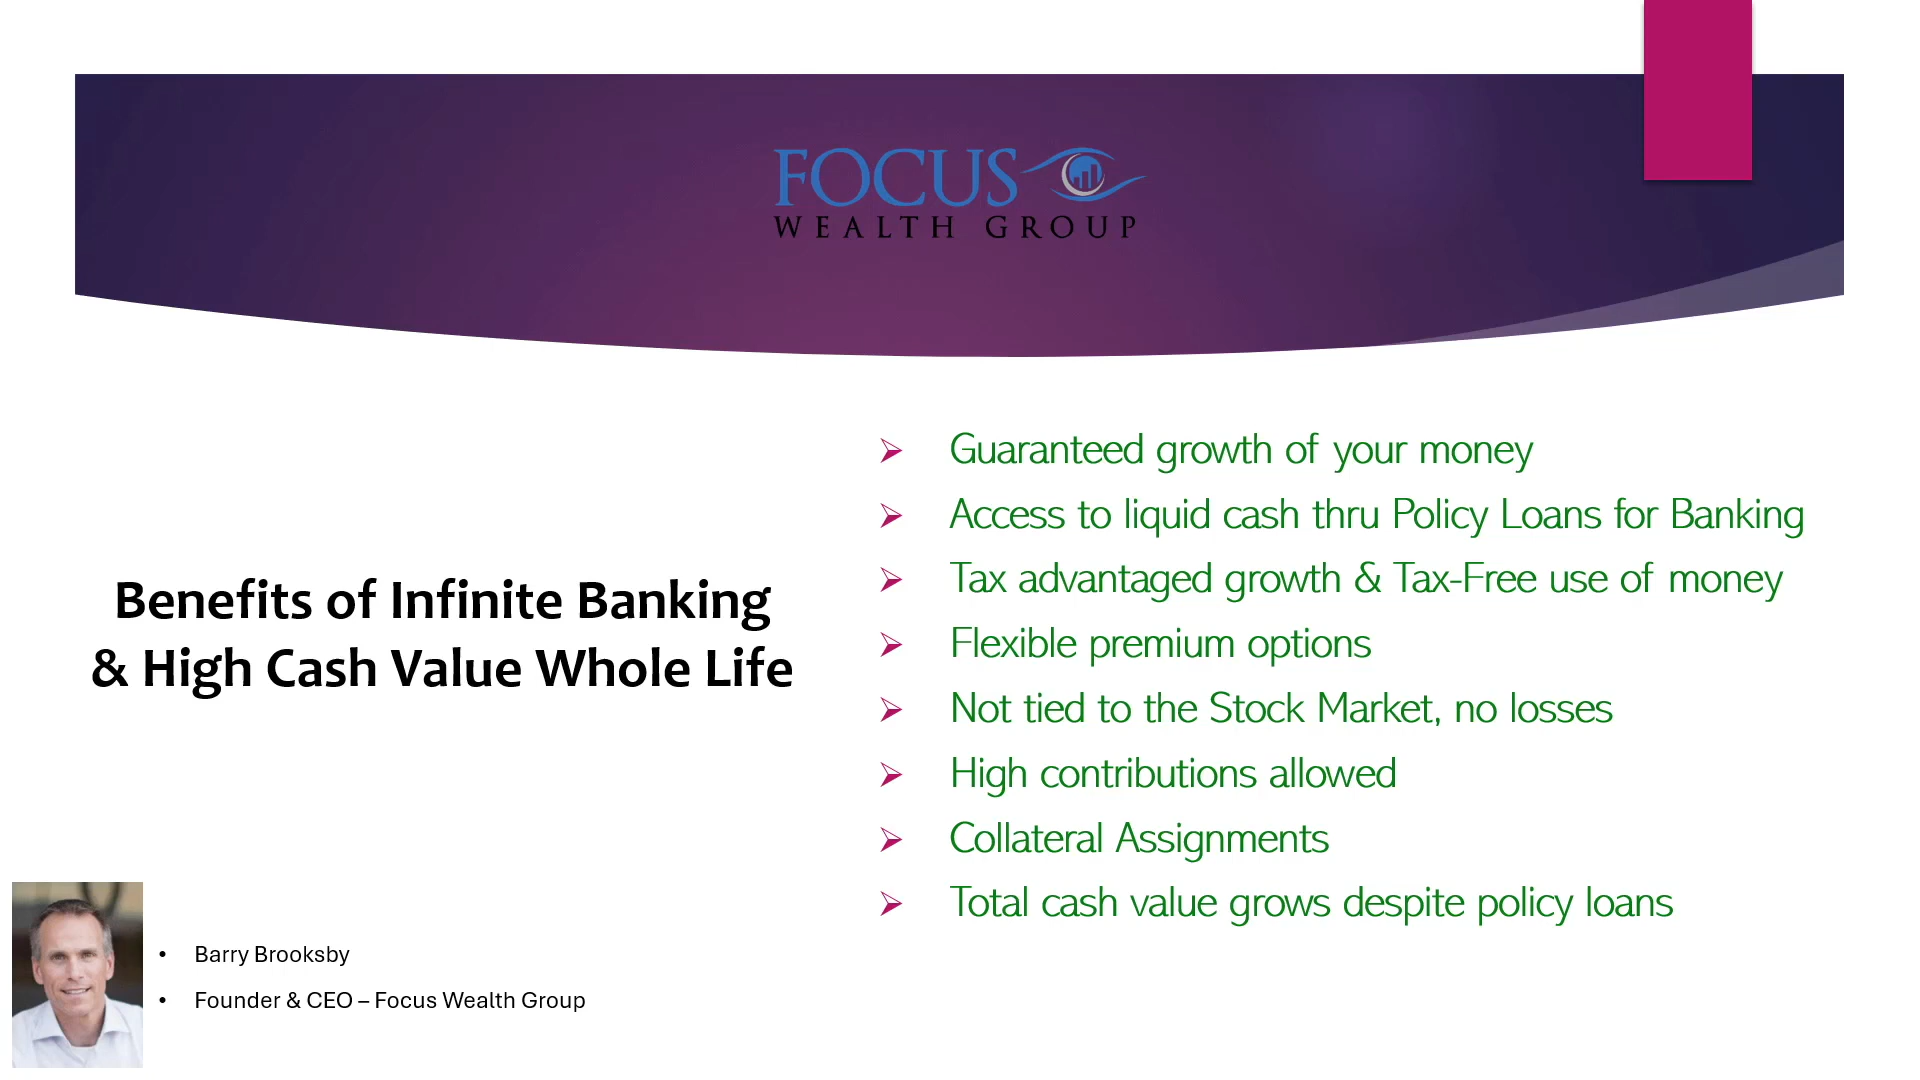 FOCUS
WEALTH GROUP
Benefits of Infinite Banking
& High Cash Value Whole Life
Guaranteed growth of your money
Access to liquid cash thru Policy Loans for Banking
Tax advantaged growth & Tax-Free use of money
Flexible premium options
Not tied to the Stock Market, no losses
High contributions allowed
Collateral Assignments
Total cash value grows despite policy loans
Barry Brooksby
Founder & CEO – Focus Wealth Group